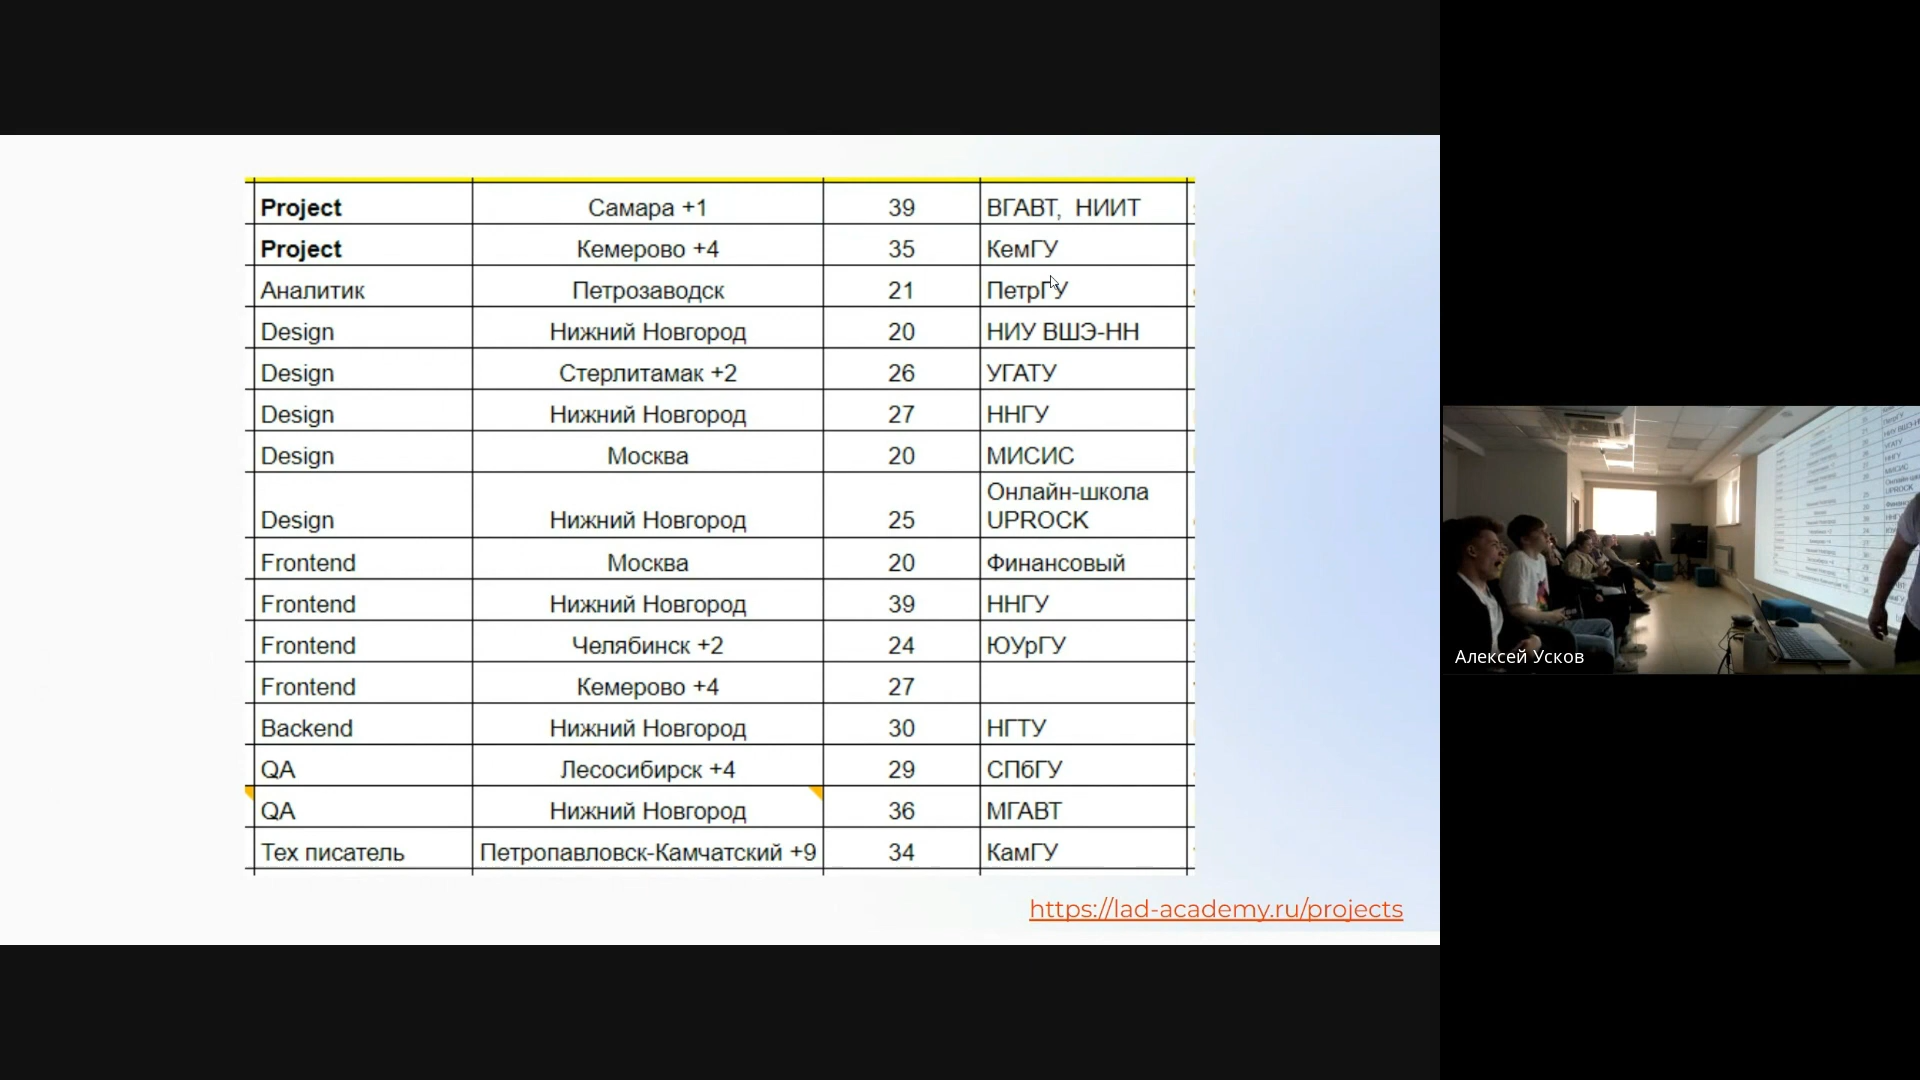 Project Самара +1 39 ВГАВТ, НИИТ
Project Кемерово +4 35 КемГУ
Аналитик Петрозаводск 21 ПетрГУ
Design Нижний Новгород 20 НИУ ВШЭ-НН
Design Стерлитамак +2 26 УГАТУ
Design Нижний Новгород 27 ННГУ
Design Москва 20 МИСИС
Онлайн-школа
Design Нижний Новгород 25 UPROCK
Frontend Москва 20 Финансовый
Frontend Нижний Новгород 39 ННГУ
Frontend Челябинск +2 24 ЮУрГУ
Frontend Кемерово +4 27
Backend Нижний Новгород 30 НГТУ
QA Лесосибирск +4 29 СПбГУ
QA Нижний Новгород 36 МГАВТ
Тех писатель Петропавловск-Камчатский +9 34 КамГУ
https://lad-academy.ru/projects
Алексей Усков